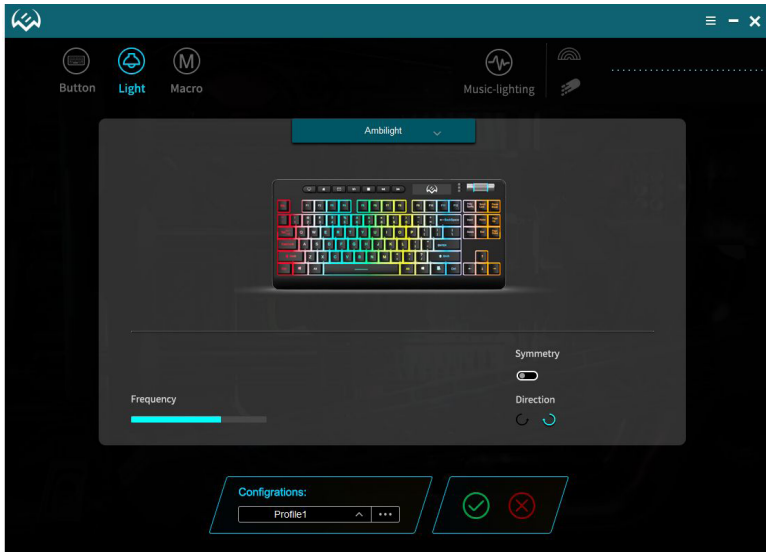 Button
Light
M
Macro
Music-lighting
Ambilight
Symmetry
Frequency
Direction
Configrations:
Profile1